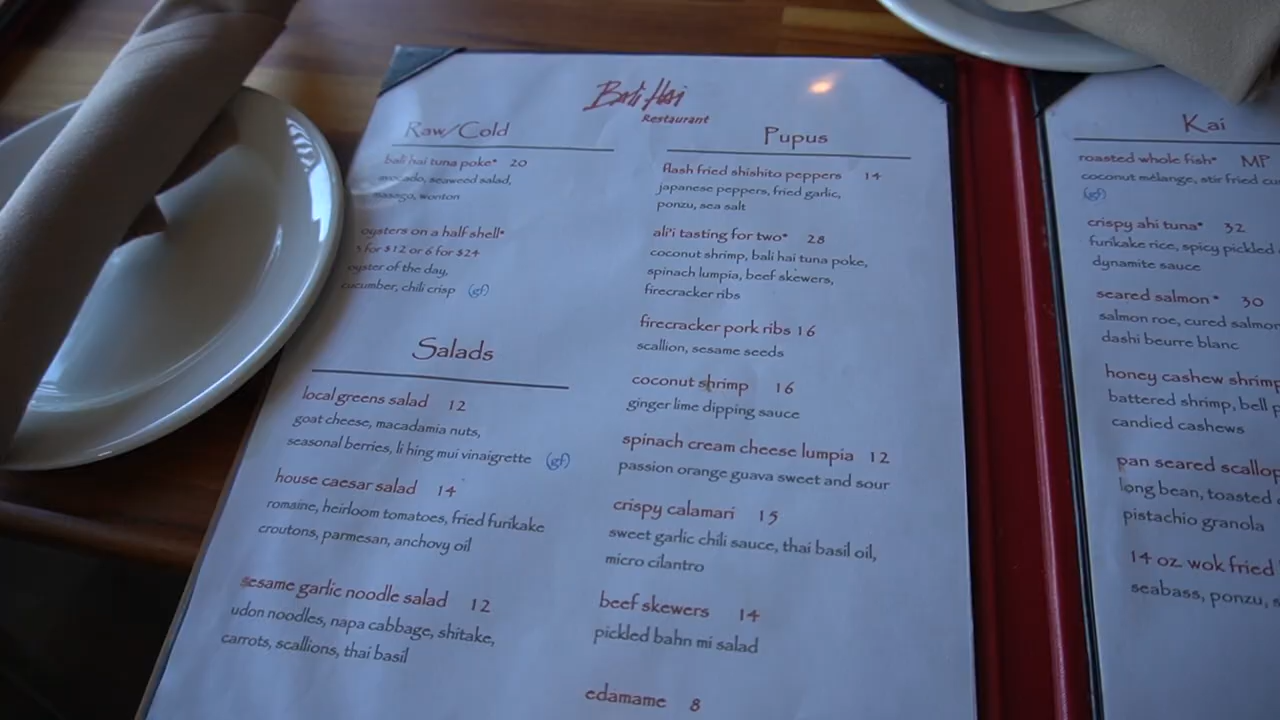 Bali Hai
Restaurant
Raw/Cold
bali hai tuna poke* 20
avocado, seaweed salad,
masago, wonton
oysters on a half shell*
3 for $12 or 6 for $24
oyster of the day,
cucumber, chili crisp (gf)
Salads
local greens salad 12
goat cheese, macadamia nuts,
seasonal berries, li hing mui vinaigrette (gf)
house caesar salad 14
romaine, heirloom tomatoes, fried furikake
croutons, parmesan, anchovy oil
sesame garlic noodle salad 12
udon noodles, napa cabbage, shitake,
carrots, scallions, thai basil
Pupus
flash fried shishito peppers 14
japanese peppers, fried garlic,
ponzu, sea salt
ali'i tasting for two* 28
coconut shrimp, bali hai tuna poke,
spinach lumpia, beef skewers,
firecracker ribs
firecracker pork ribs 16
scallion, sesame seeds
coconut shrimp 16
ginger lime dipping sauce
spinach cream cheese lumpia 12
passion orange guava sweet and sour
crispy calamari 15
sweet garlic chili sauce, thai basil oil,
micro cilantro
beef skewers 14
pickled bahn mi salad
edamame 8
Kai
roasted whole fish* MP
coconut mélange, stir fried
(gf)
crispy ahi tuna* 32
furikake rice, spicy pickled
dynamite sauce
seared salmon* 30
salmon roe, cured salmon
dashi beurre blanc
honey cashew shrimp
battered shrimp, bell
candied cashews
pan seared scallop
long bean, toasted
pistachio granola
14 oz wok fried
seabass, ponzu,